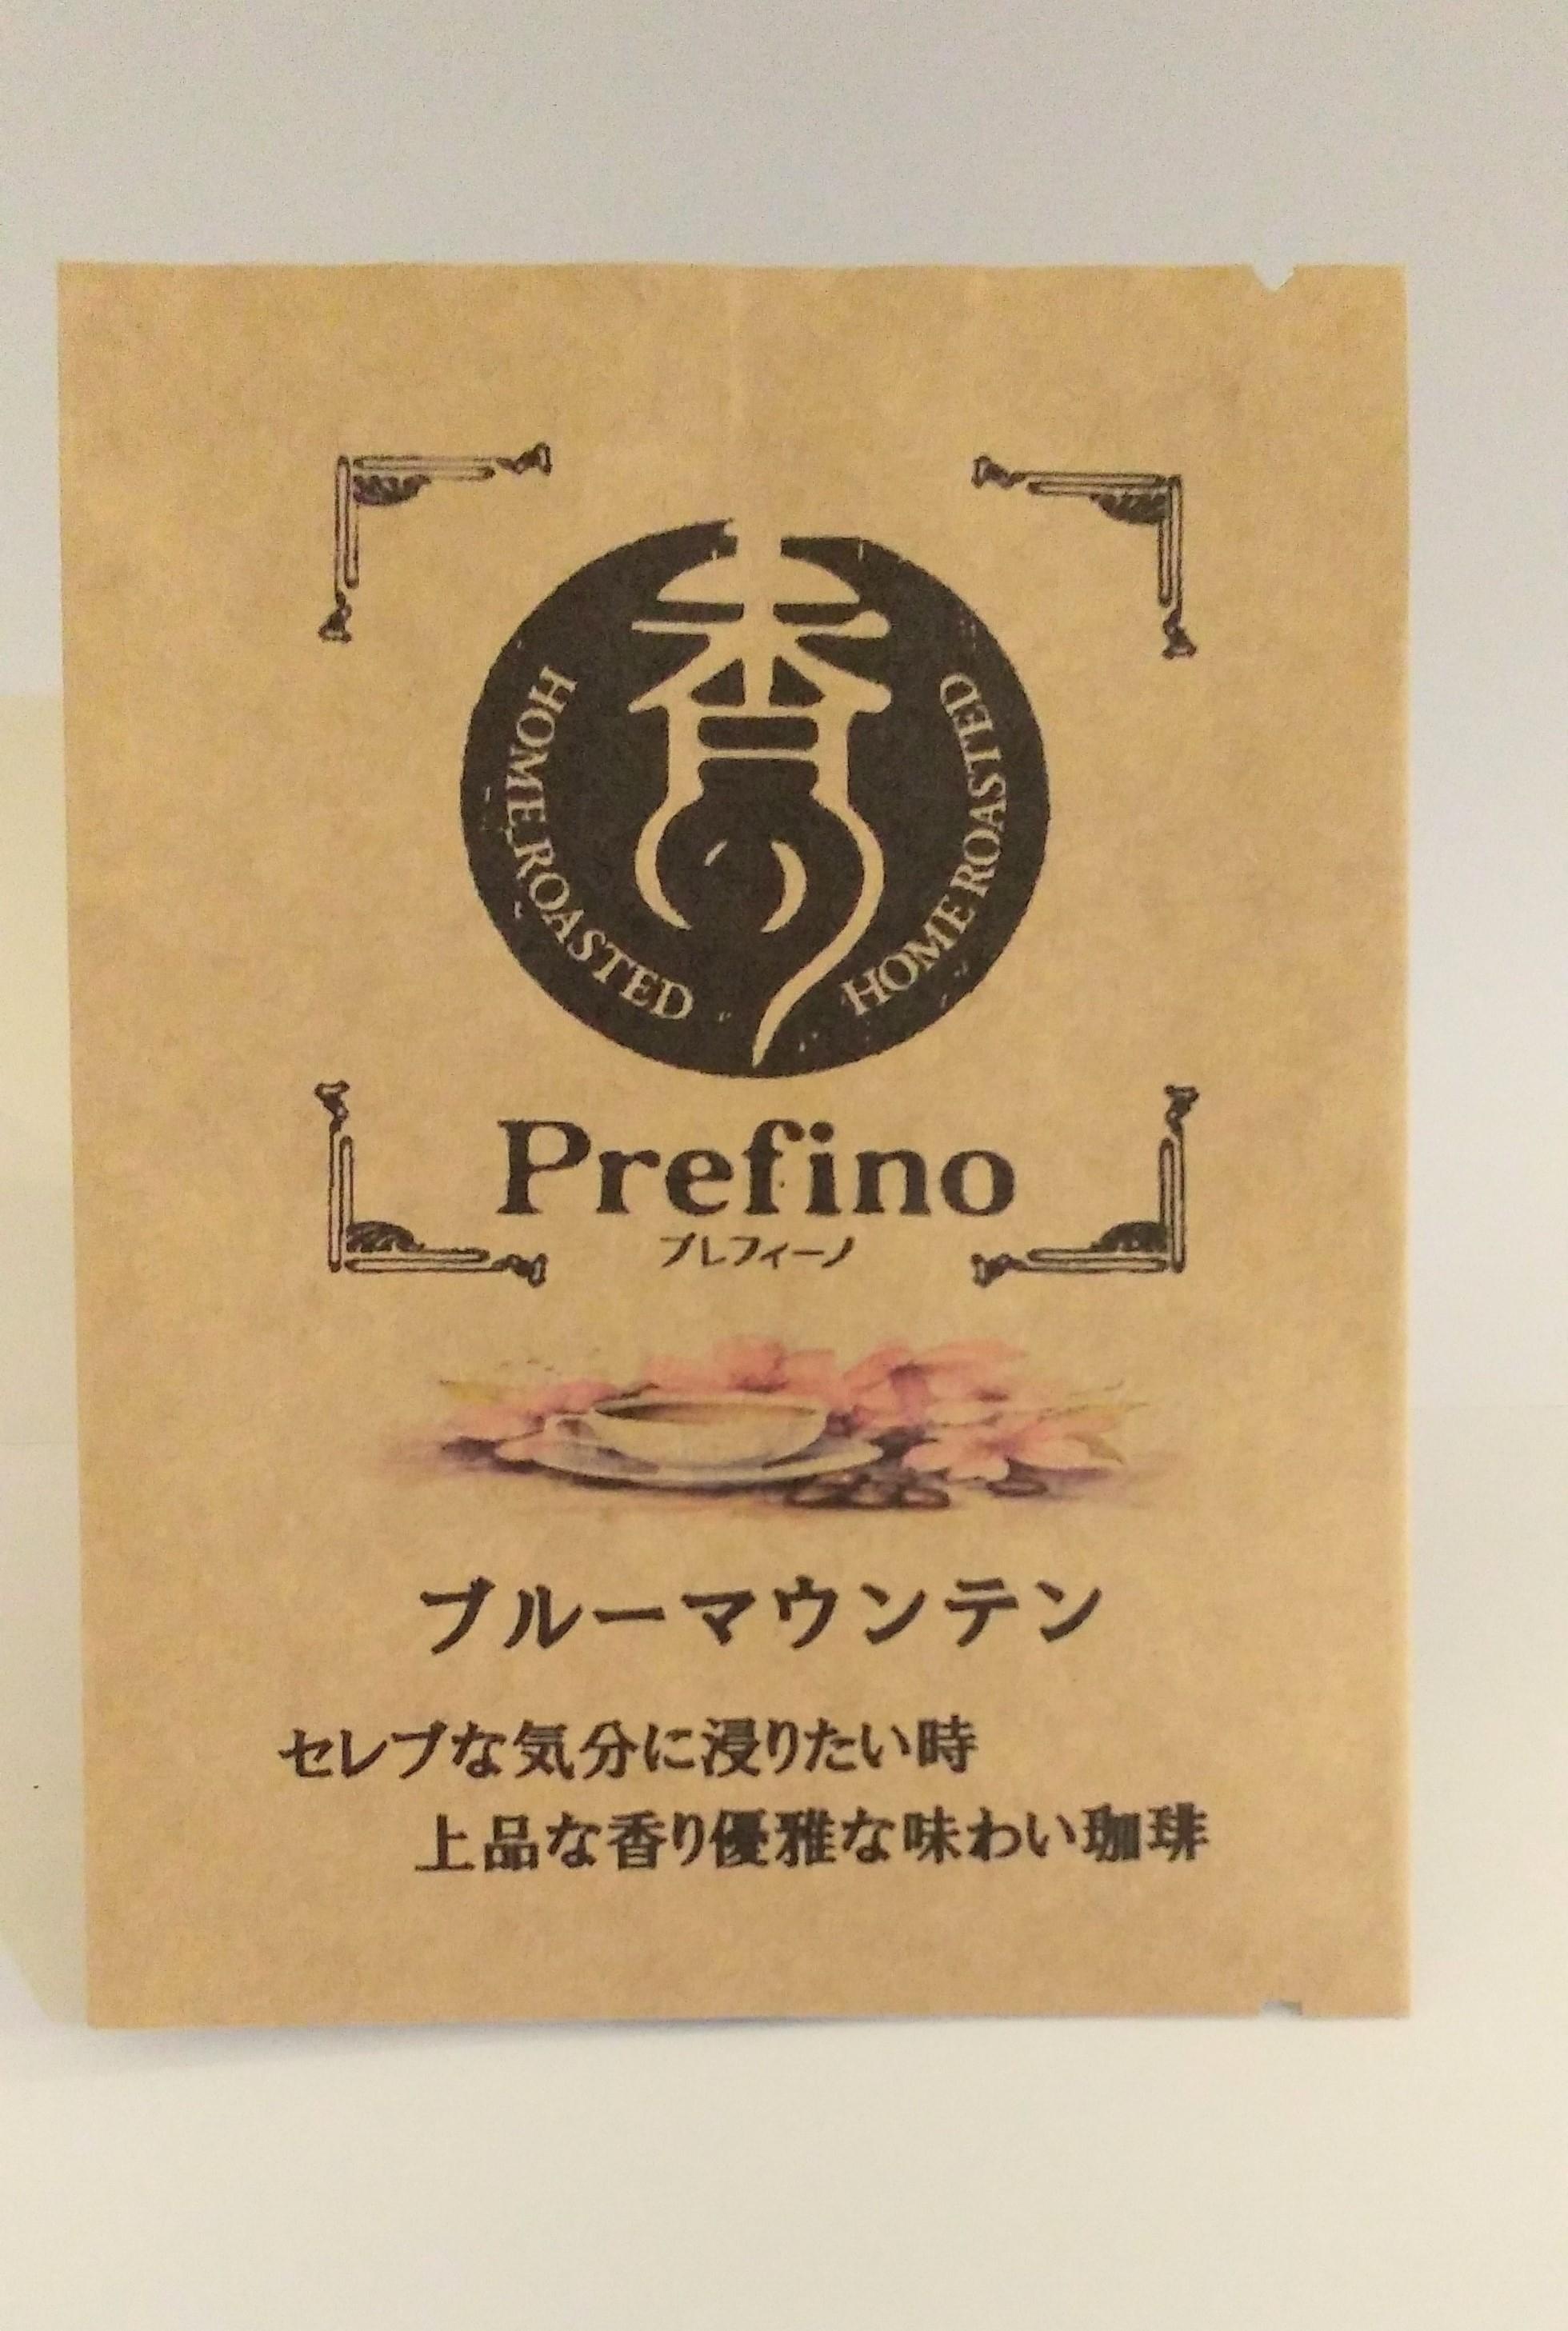 HOME ROASTED
HOME ROASTED
Prefino
プレフィーノ
ブルーマウンテン
セレブな気分に浸りたい時
上品な香り優雅な味わい珈琲